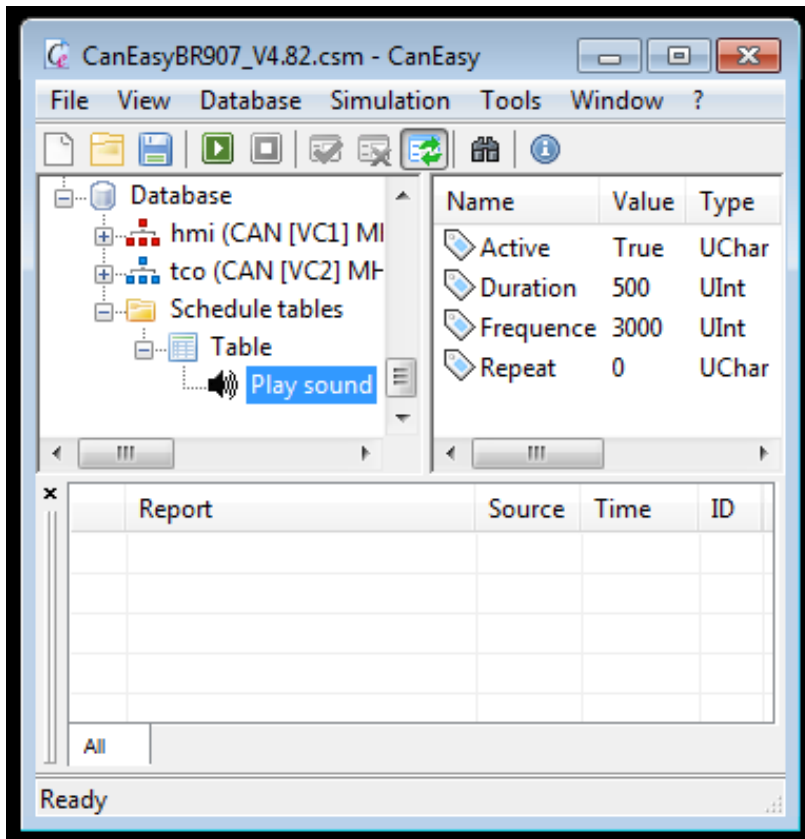 CanEasyBR907_V4.82.csm - CanEasy
File View Database Simulation Tools Window ?
Database
hmi (CAN [VC1] MI
tco (CAN [VC2] MH
Schedule tables
Table
Play sound
Name Value Type
Active True UChar
Duration 500 UInt
Frequence 3000 UInt
Repeat 0 UChar
Report Source Time ID
All
Ready